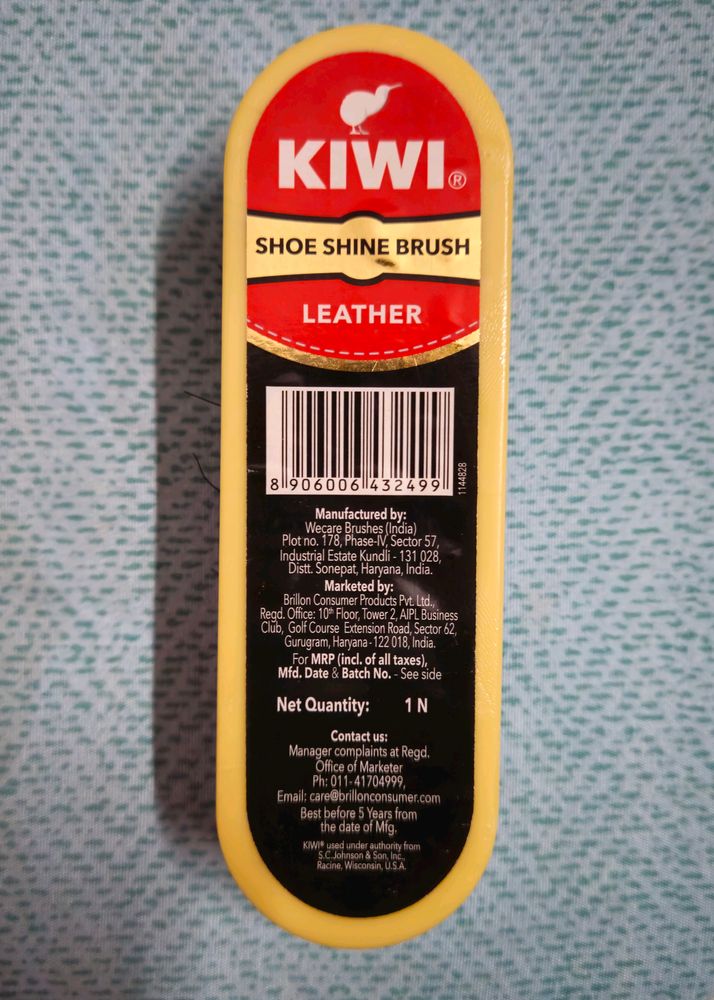 KIWI®
SHOE SHINE BRUSH
LEATHER
8 906006 432499
1144828
Manufactured by:
Wecare Brushes (India)
Plot no. 178, Phase-IV, Sector 57,
Industrial Estate Kundli - 131 028,
Distt. Sonepat, Haryana, India.
Marketed by:
Brillon Consumer Products Pvt. Ltd.,
Regd. Office: 10th Floor, Tower 2, AIPL Business
Club, Golf Course Extension Road, Sector 62,
Gurugram, Haryana-122 018, India.
For MRP (incl. of all taxes),
Mfd. Date & Batch No. - See side
Net Quantity: 1 N
Contact us:
Manager complaints at Regd.
Office of Marketer
Ph: 011-41704999,
Email: care@brillonconsumer.com
Best before 5 Years from
the date of Mfg.
KIWI® used under authority from
S.C.Johnson & Son, Inc.,
Racine, Wisconsin, U.S.A.